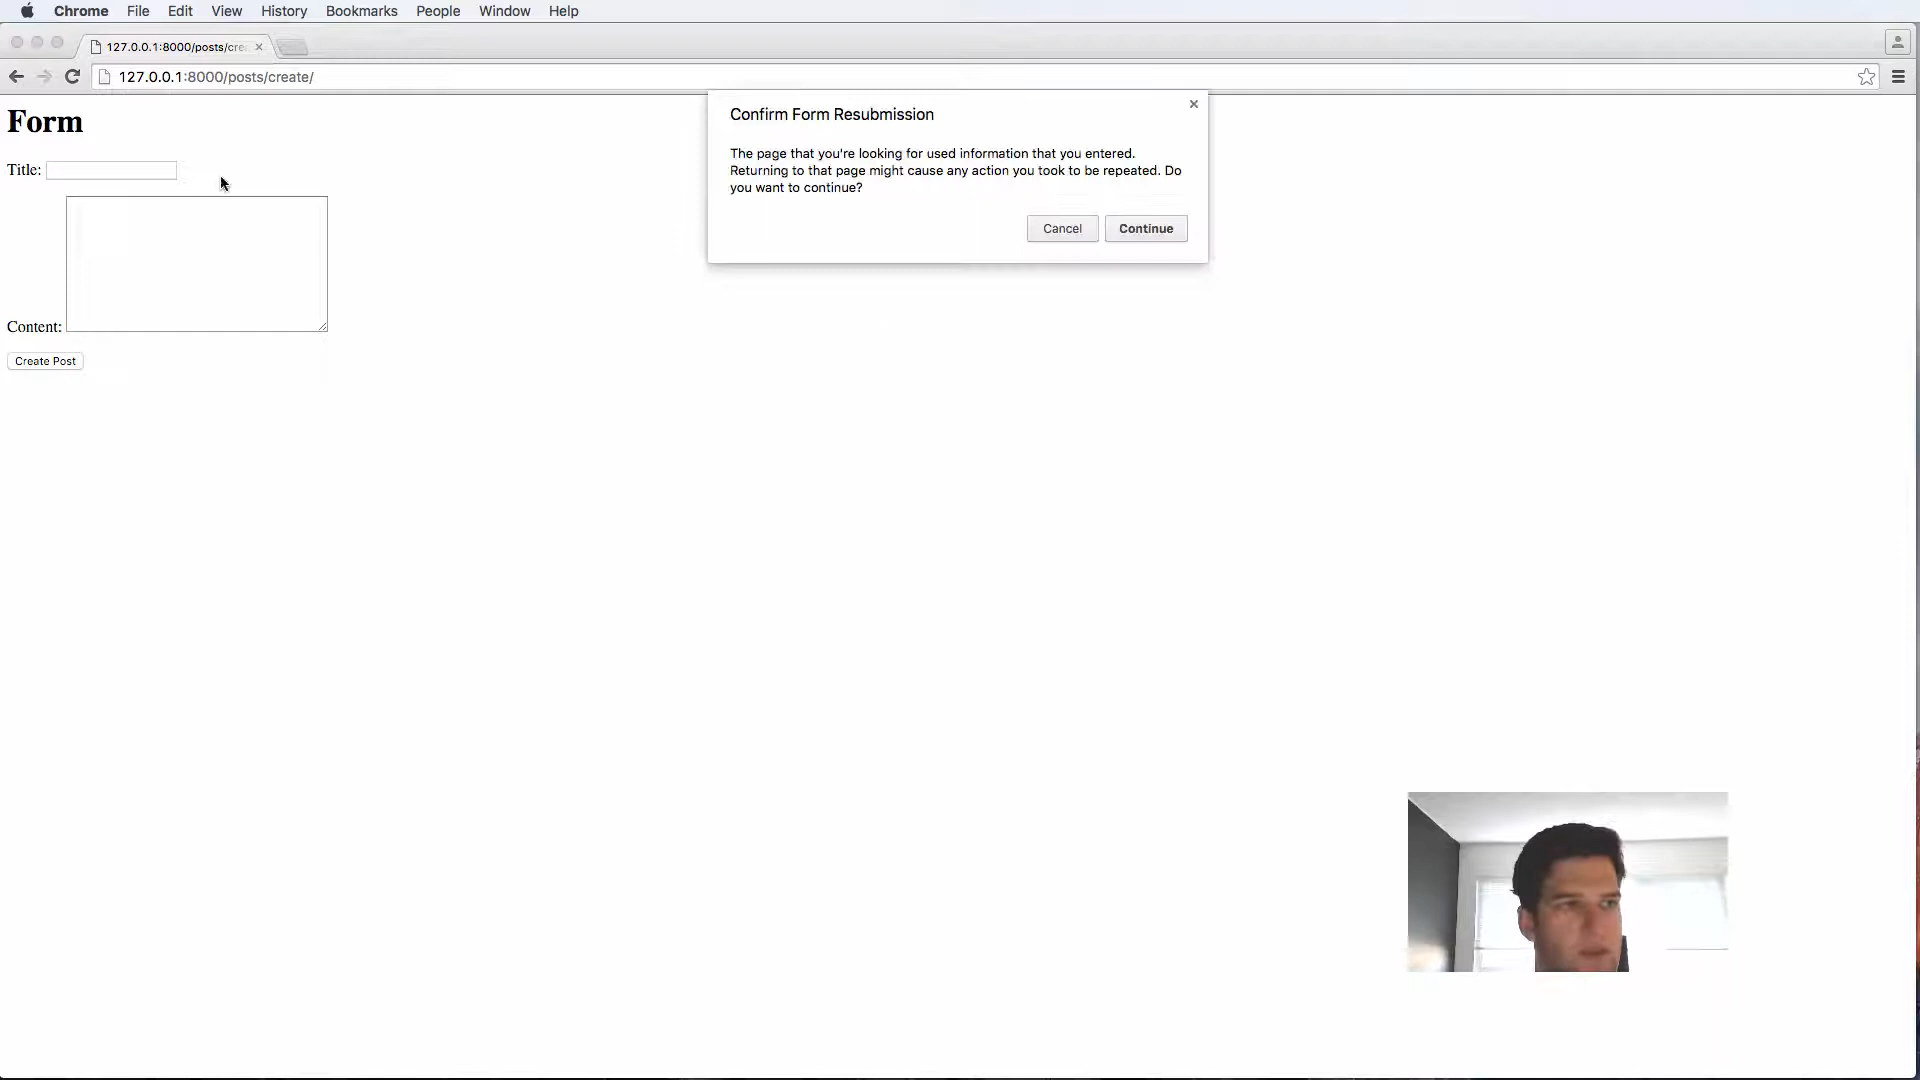 Chrome File Edit View History Bookmarks People Window Help
127.0.0.1:8000/posts/cre
127.0.0.1:8000/posts/create/
Form
Title:
Content:
Create Post
Confirm Form Resubmission
The page that you're looking for used information that you entered.
Returning to that page might cause any action you took to be repeated. Do
you want to continue?
Cancel Continue